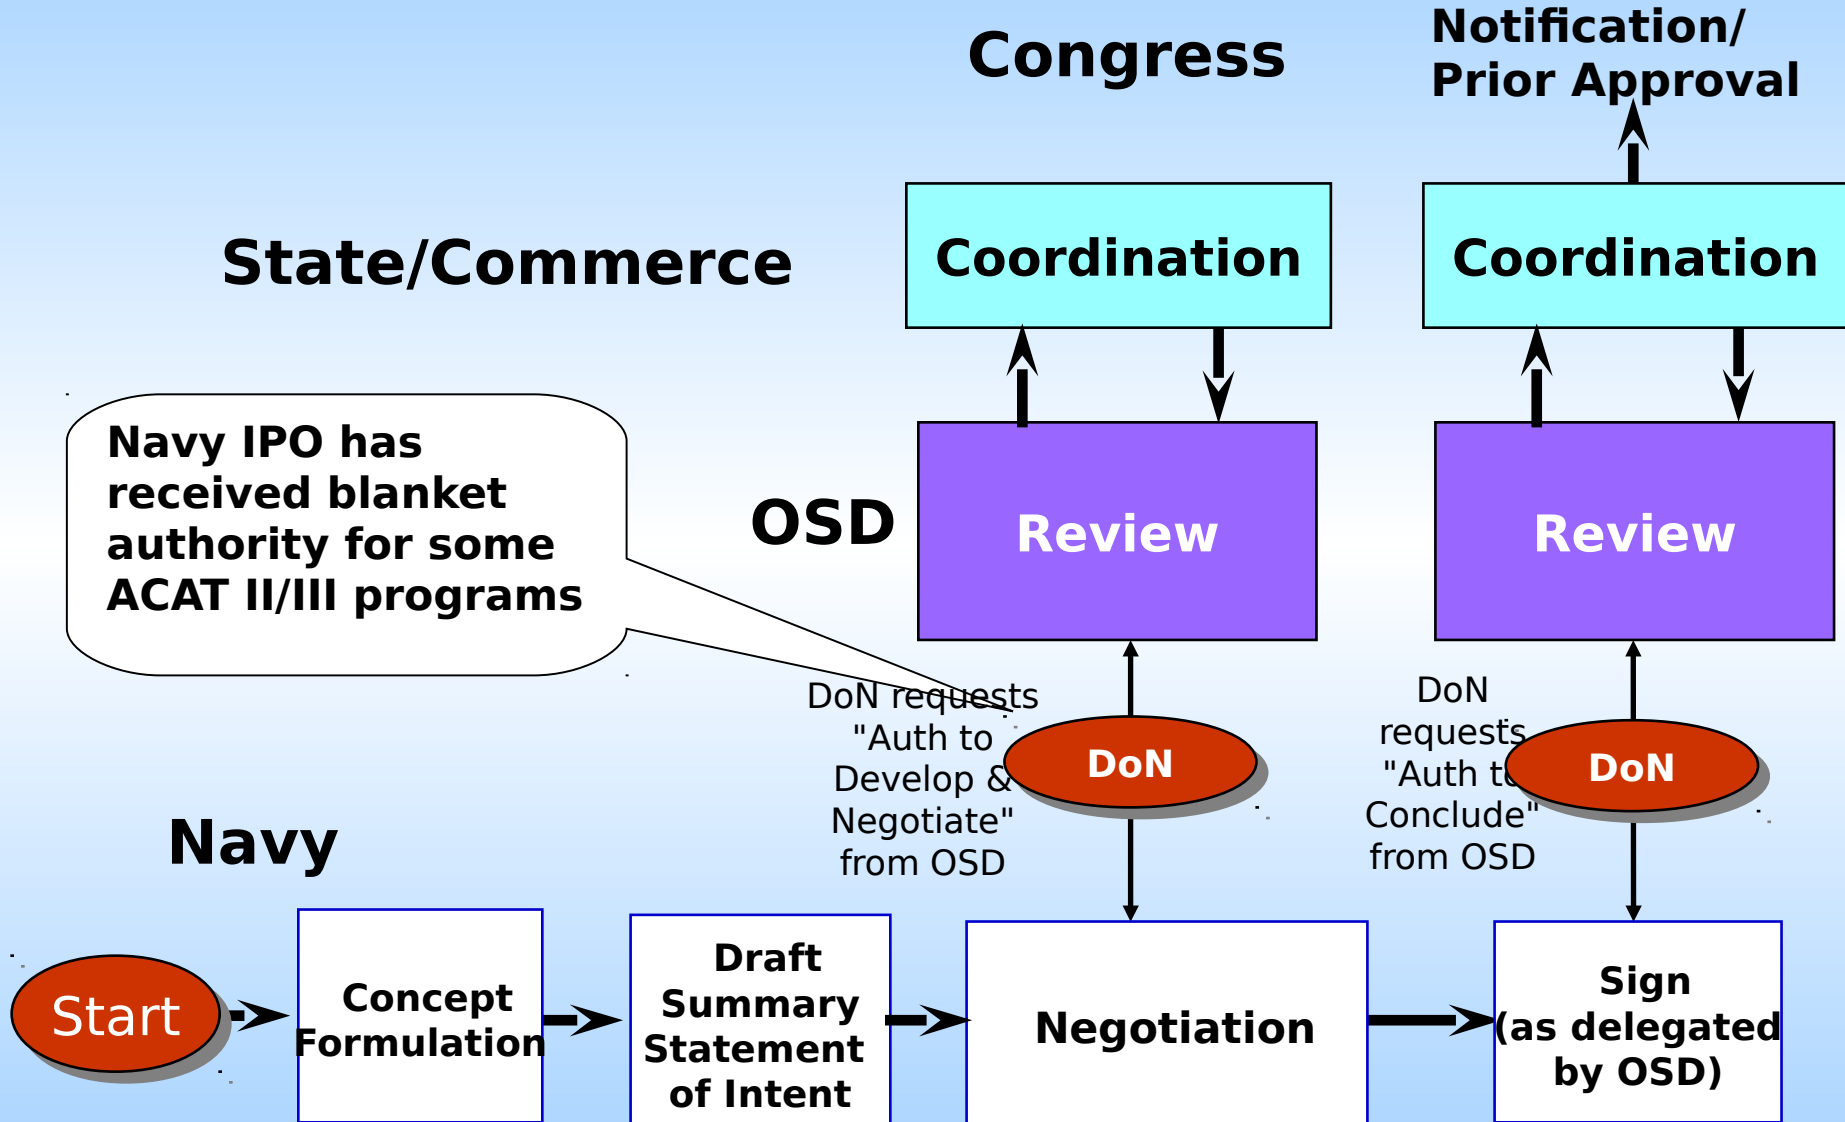 Congress
Notification/
Prior Approval
State/Commerce
Coordination
Coordination
Navy IPO has
received blanket
authority for some
ACAT II/III programs
OSD
Review
Review
DoN requests
"Auth to
Develop &
Negotiate"
from OSD
DoN
DoN
requests
"Auth to
Conclude"
from OSD
DoN
Navy
Start
Concept
Formulation
Draft
Summary
Statement
of Intent
Negotiation
Sign
(as delegated
by OSD)